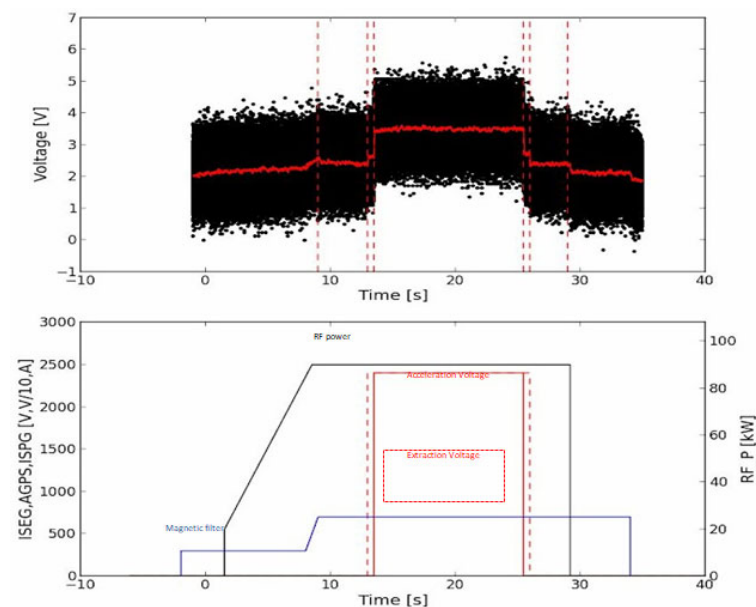 7
6
5
4
3
2
1
0
−1
Voltage [V]
−10 0 10 20 30 40
Time [s]
3000
2500
2000
1500
1000
500
0
ISEG,AGPS,ISPG [V,V/10,A]
RF power
Acceleration Voltage
Extraction Voltage
Magnetic filter
100
80
60
40
20
0
RF_P [kW]
−10 0 10 20 30 40
Time [s]